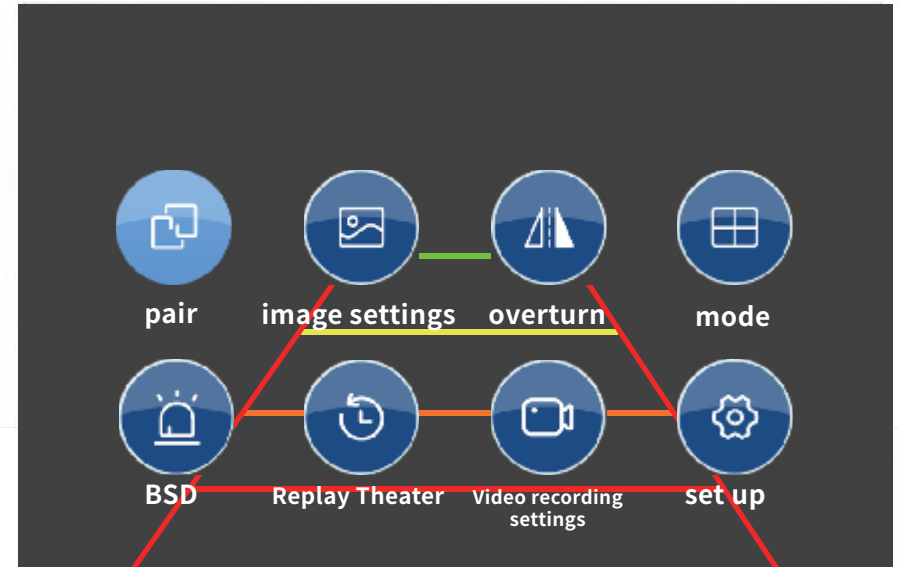 pair
image settings
overturn
mode
BSD
Replay Theater
Video recording
settings
set up